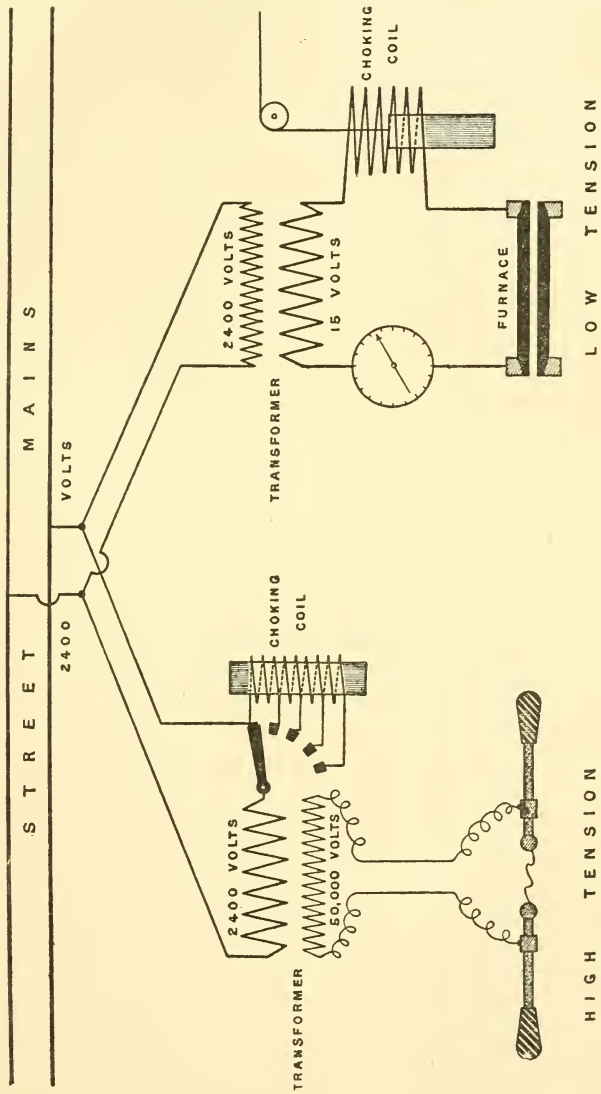 STREET MAINS
2400 VOLTS
TRANSFORMER
2400 VOLTS
50,000 VOLTS
CHOKING
COIL
HIGH TENSION
TRANSFORMER
2400 VOLTS
15 VOLTS
CHOKING
COIL
FURNACE
LOW TENSION